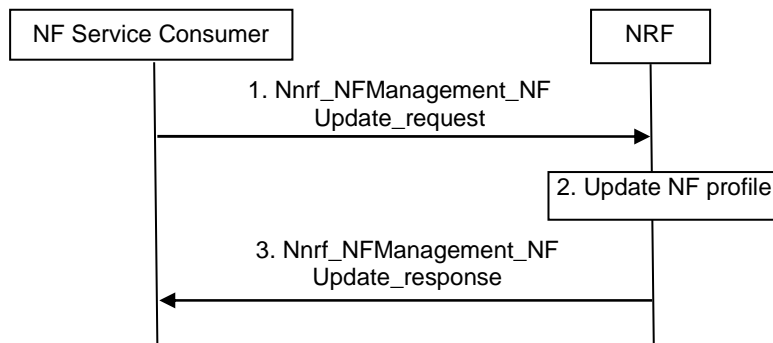 NF Service Consumer
NRF
1. Nnrf_NFManagement_NF
Update_request
2. Update NF profile
3. Nnrf_NFManagement_NF
Update_response